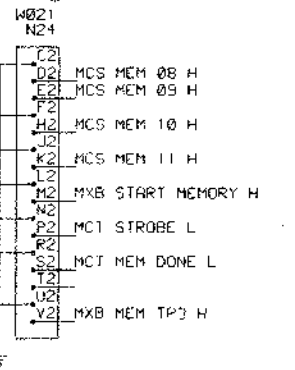 W021
N24
C2
D2 MCS MEM 08 H
E2 MCS MEM 09 H
F2
H2 MCS MEM 10 H
J2
K2 MCS MEM 11 H
L2
M2 MXB START MEMORY H
N2
P2 MCT STROBE L
R2
S2 MCT MEM DONE L
T2
U2
V2 MXB MEM TP3 H